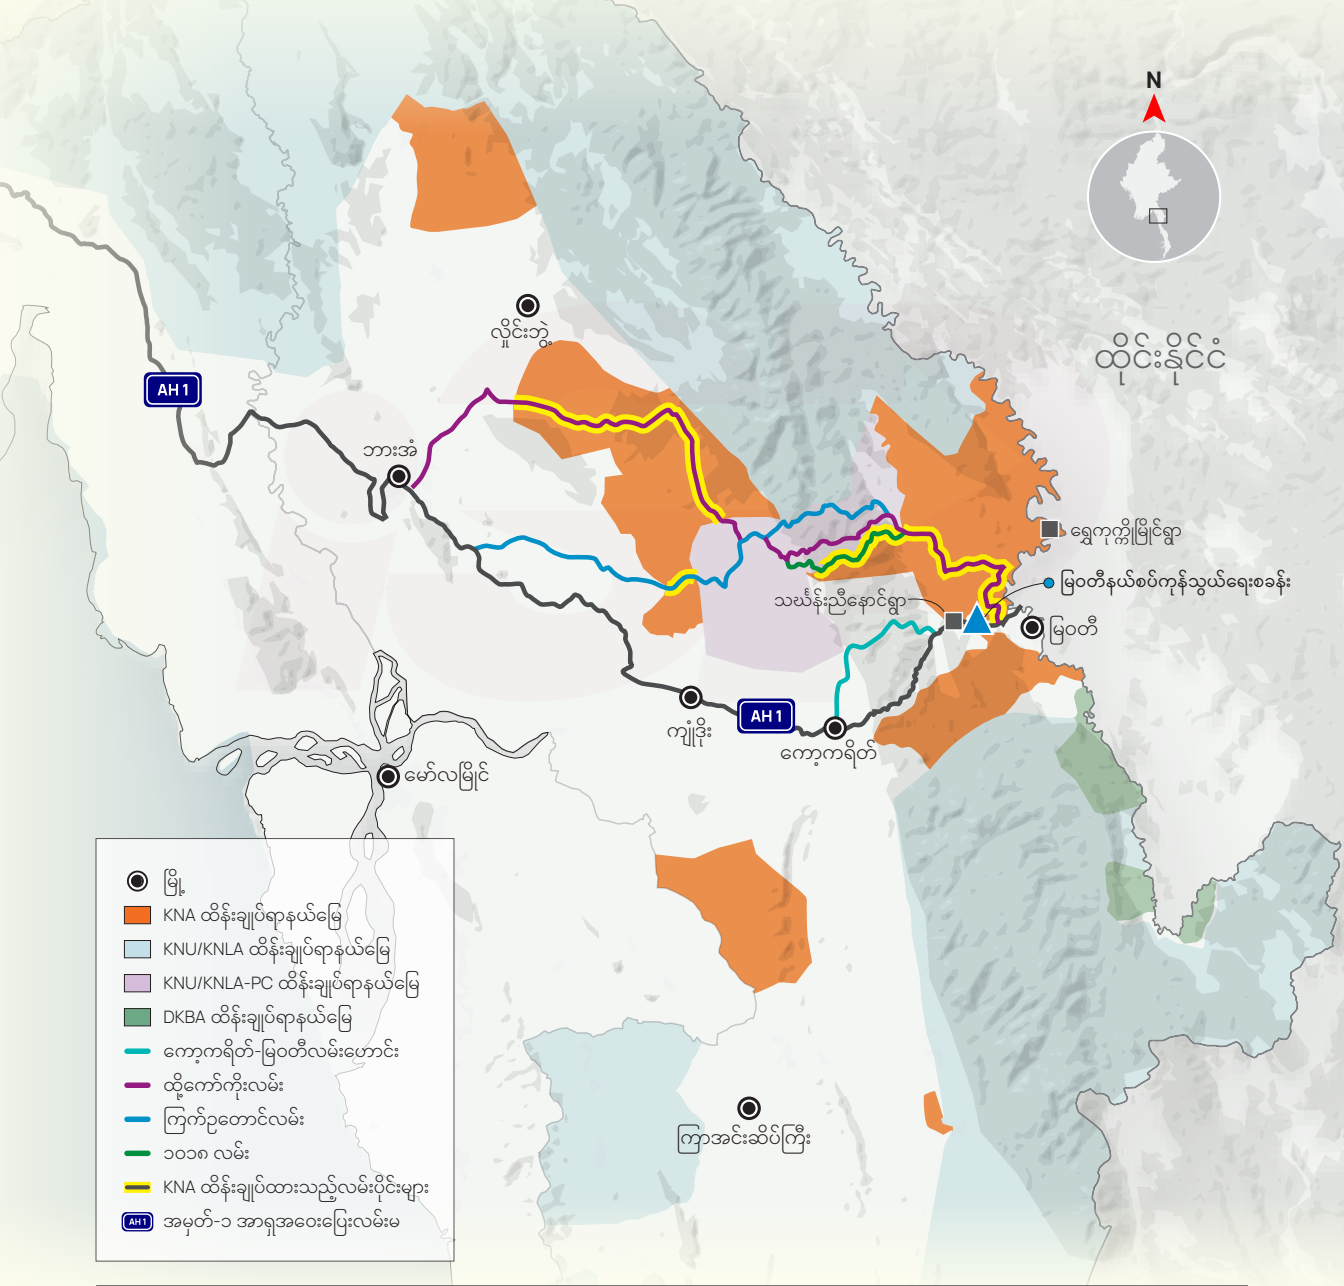 N
ထိုင်းနိုင်ငံ
လှိုင်းဘွဲ့
AH 1
ဘားအံ
ရွှေကုက္ကိုမြိုင်ရွာ
မြဝတီနယ်စပ်ကုန်သွယ်ရေးစခန်း
သင်္ဃန်းညီနောင်ရွာ
မြဝတီ
ကျုံဒိုး
AH 1
ကော့ကရိတ်
မော်လမြိုင်
ကြာအင်းဆိပ်ကြီး
မြို့
KNA ထိန်းချုပ်ရာနယ်မြေ
KNU/KNLA ထိန်းချုပ်ရာနယ်မြေ
KNU/KNLA-PC ထိန်းချုပ်ရာနယ်မြေ
DKBA ထိန်းချုပ်ရာနယ်မြေ
ကော့ကရိတ်-မြဝတီလမ်းဟောင်း
ထို့ကော်ကိုးလမ်း
ကြက်ဥတောင်လမ်း
၁၀၁၈ လမ်း
KNA ထိန်းချုပ်ထားသည့်လမ်းပိုင်းများ
AH 1 အမှတ်-၁ အာရှအဝေးပြေးလမ်းမ